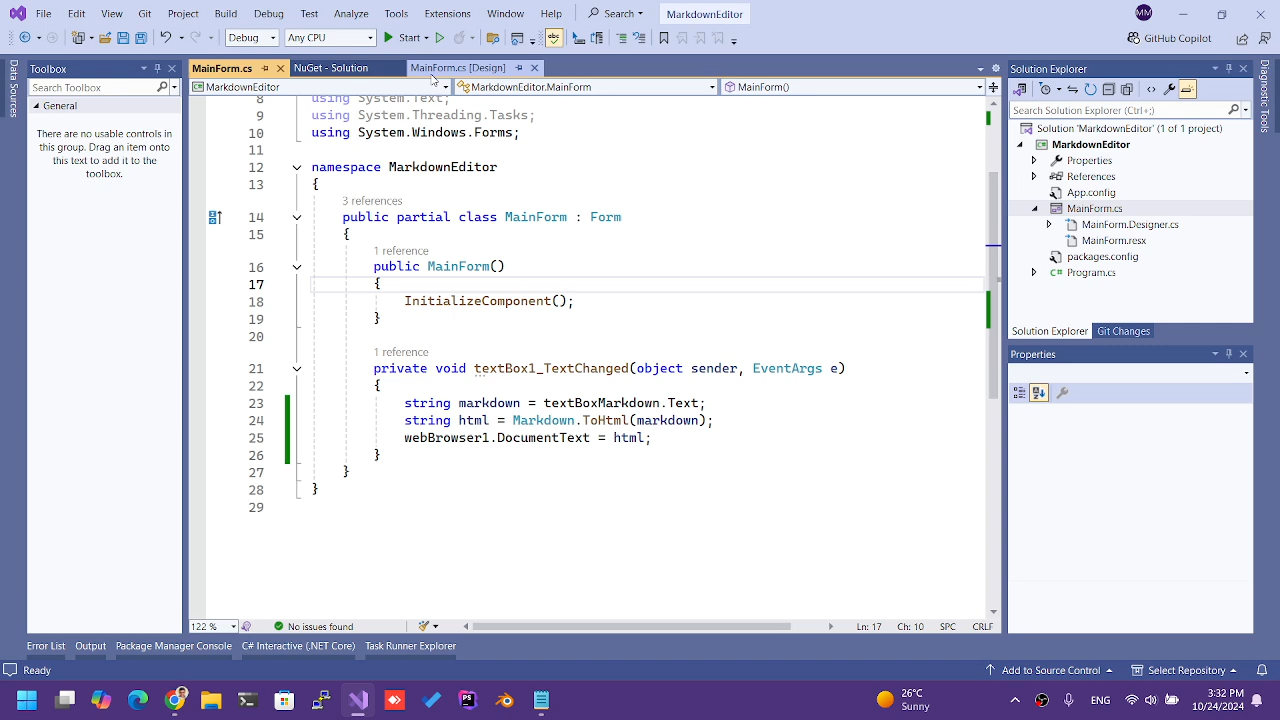 File Edit View Git Project Build Debug Test Analyze Tools Extensions Window Help Search MarkdownEditor MM
Debug Any CPU Start GitHub Copilot
Data Sources
Toolbox
Search Toolbox
General
There are no usable controls in
this group. Drag an item onto
this text to add it to the
toolbox.
MainForm.cs NuGet - Solution MainForm.cs [Design]
MarkdownEditor MarkdownEditor.MainForm MainForm()
8 using System.Text;
9 using System.Threading.Tasks;
10 using System.Windows.Forms;
11
12 namespace MarkdownEditor
13 {
3 references
14 public partial class MainForm : Form
15 {
1 reference
16 public MainForm()
17 {
18 InitializeComponent();
19 }
20
1 reference
21 private void textBox1_TextChanged(object sender, EventArgs e)
22 {
23 string markdown = textBoxMarkdown.Text;
24 string html = Markdown.ToHtml(markdown);
25 webBrowser1.DocumentText = html;
26 }
27 }
28 }
29
122 % No issues found Ln: 17 Ch: 10 SPC CRLF
Solution Explorer
Search Solution Explorer (Ctrl+;)
Solution 'MarkdownEditor' (1 of 1 project)
MarkdownEditor
Properties
References
App.config
MainForm.cs
MainForm.Designer.cs
MainForm.resx
packages.config
Program.cs
Solution Explorer Git Changes
Properties
Diagnostic Tools
Error List Output Package Manager Console C# Interactive (.NET Core) Task Runner Explorer
Ready Add to Source Control Select Repository
26°C
Sunny
ENG
3:32 PM
10/24/2024